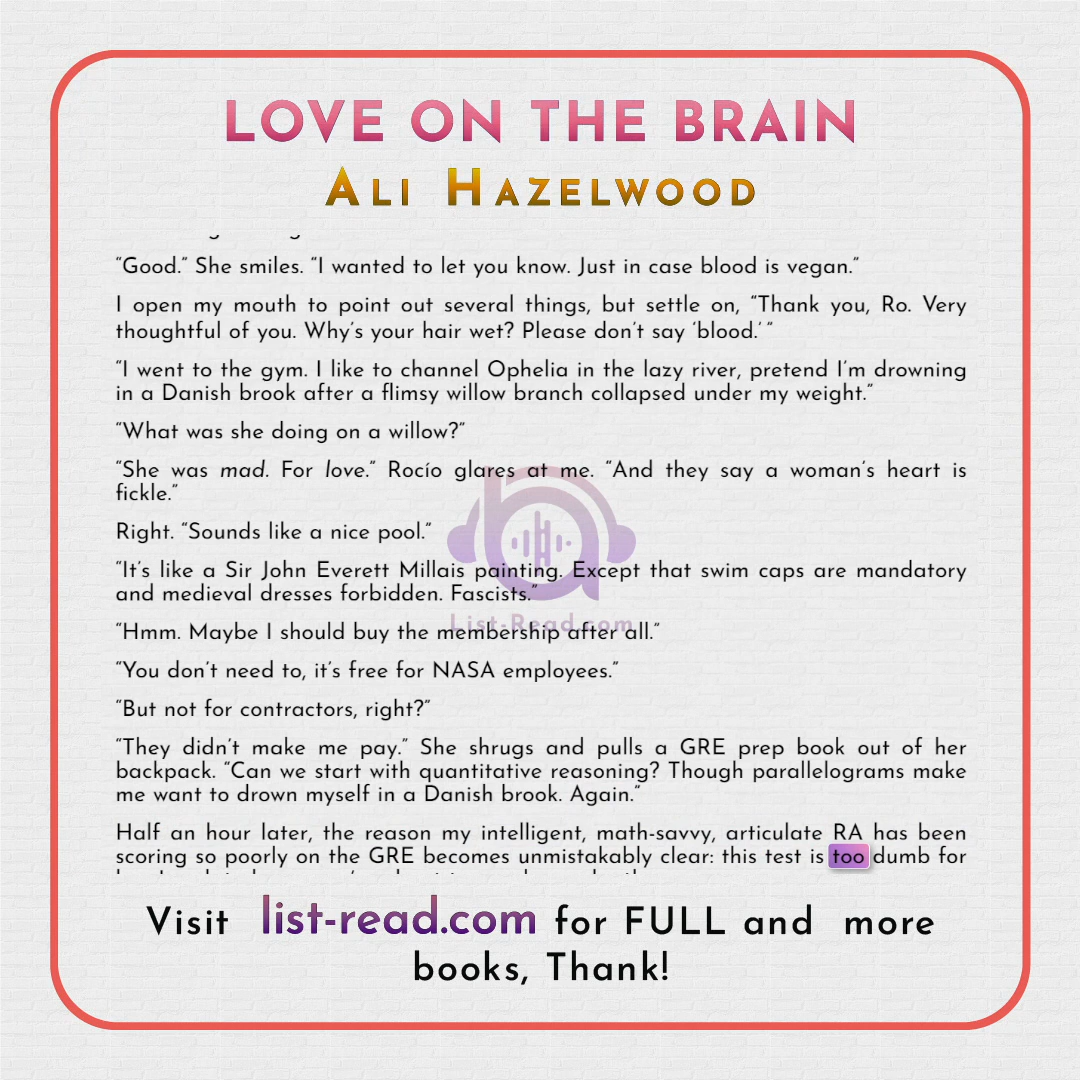 LOVE ON THE BRAIN
ALI HAZELWOOD
“Good.” She smiles. “I wanted to let you know. Just in case blood is vegan.”
I open my mouth to point out several things, but settle on, “Thank you, Ro. Very
thoughtful of you. Why’s your hair wet? Please don’t say ‘blood.’ “
“I went to the gym. I like to channel Ophelia in the lazy river, pretend I’m drowning
in a Danish brook after a flimsy willow branch collapsed under my weight.”
“What was she doing on a willow?”
“She was mad. For love.” Rocío glares at me. “And they say a woman’s heart is
fickle.”
Right. “Sounds like a nice pool.”
“It’s like a Sir John Everett Millais painting. Except that swim caps are mandatory
and medieval dresses forbidden. Fascists.”
List-Read.com
“Hmm. Maybe I should buy the membership after all.”
“You don’t need to, it’s free for NASA employees.”
“But not for contractors, right?”
“They didn’t make me pay.” She shrugs and pulls a GRE prep book out of her
backpack. “Can we start with quantitative reasoning? Though parallelograms make
me want to drown myself in a Danish brook. Again.”
Half an hour later, the reason my intelligent, math-savvy, articulate RA has been
scoring so poorly on the GRE becomes unmistakably clear: this test is too dumb for
Visit list-read.com for FULL and more
books, Thank!